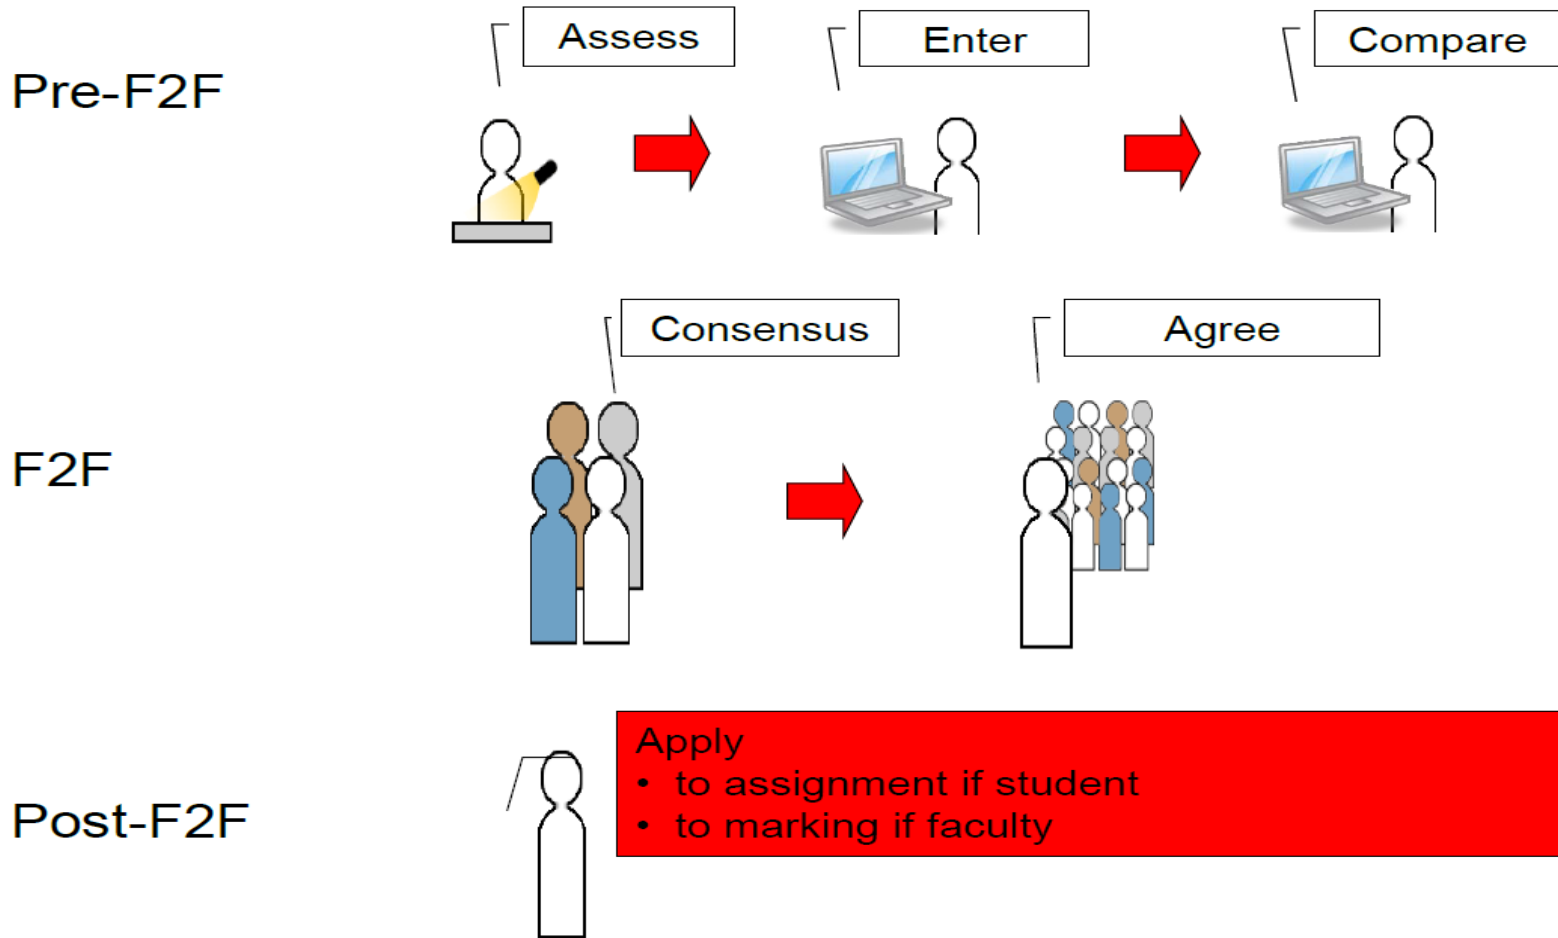 Assess
Enter
Compare
Pre-F2F
Consensus
Agree
F2F
Apply
• to assignment if student
• to marking if faculty
Post-F2F